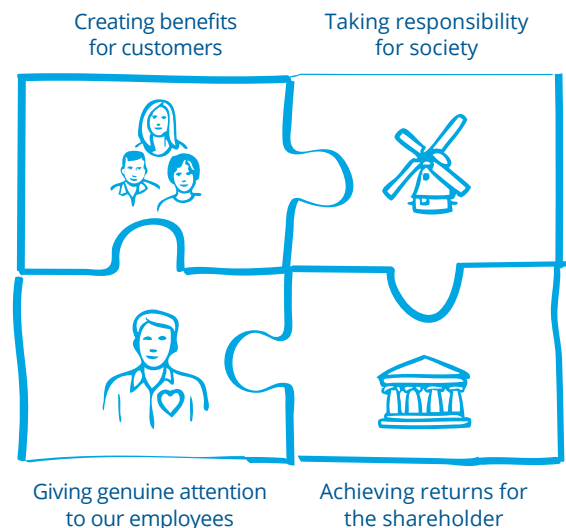 Creating benefits
for customers
Taking responsibility
for society
Giving genuine attention
to our employees
Achieving returns for
the shareholder